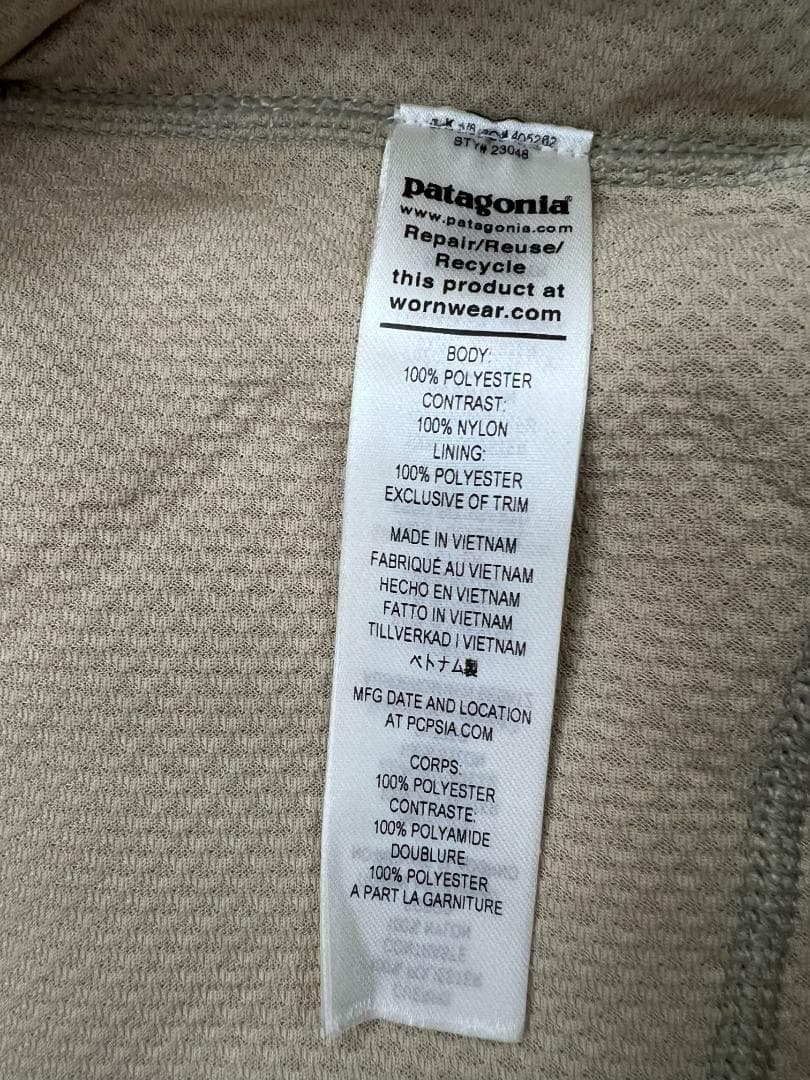 405282
STY# 23048
patagonia®
www.patagonia.com
Repair/Reuse/
Recycle
this product at
wornwear.com
BODY:
100% POLYESTER
CONTRAST:
100% NYLON
LINING:
100% POLYESTER
EXCLUSIVE OF TRIM
MADE IN VIETNAM
FABRIQUÉ AU VIETNAM
HECHO EN VIETNAM
FATTO IN VIETNAM
TILLVERKAD I VIETNAM
ベトナム製
MFG DATE AND LOCATION
AT PCPSIA.COM
CORPS:
100% POLYESTER
CONTRASTE:
100% POLYAMIDE
DOUBLURE
100% POLYESTER
A PART LA GARNITURE